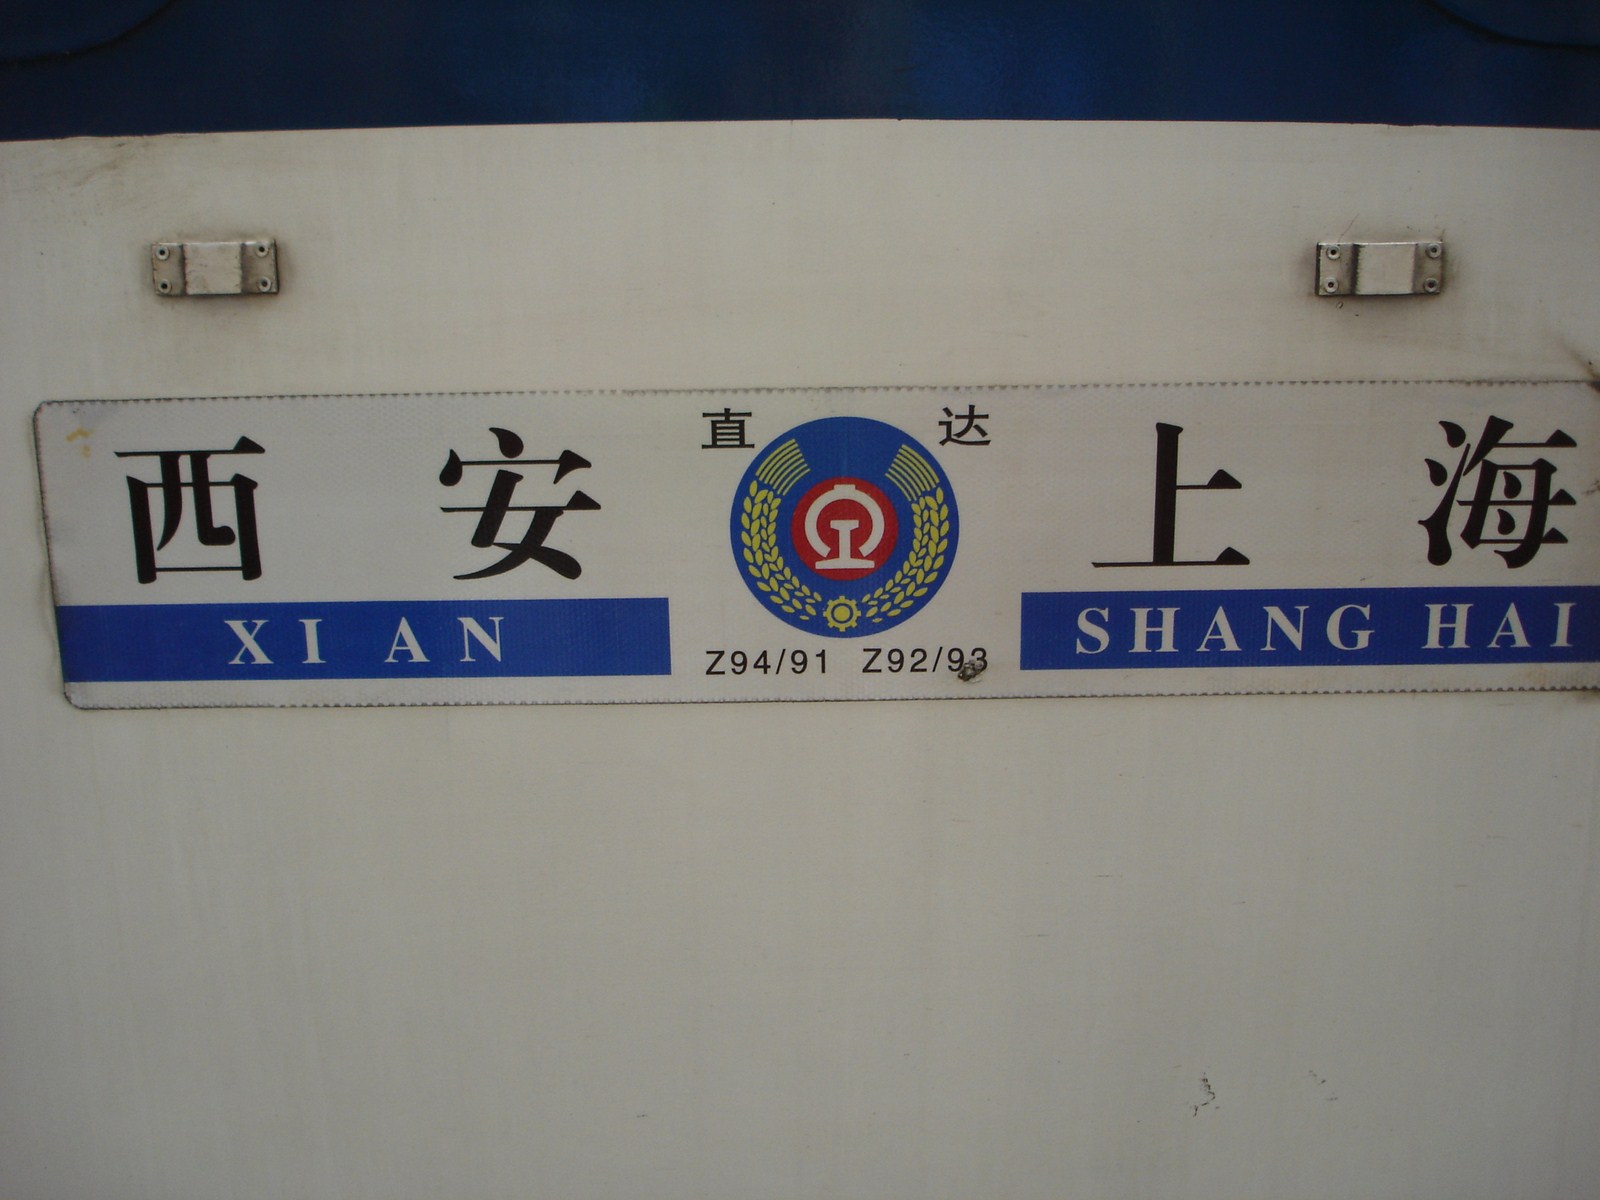 直 达
西 安 上 海
XI AN SHANG HAI
Z94/91 Z92/93